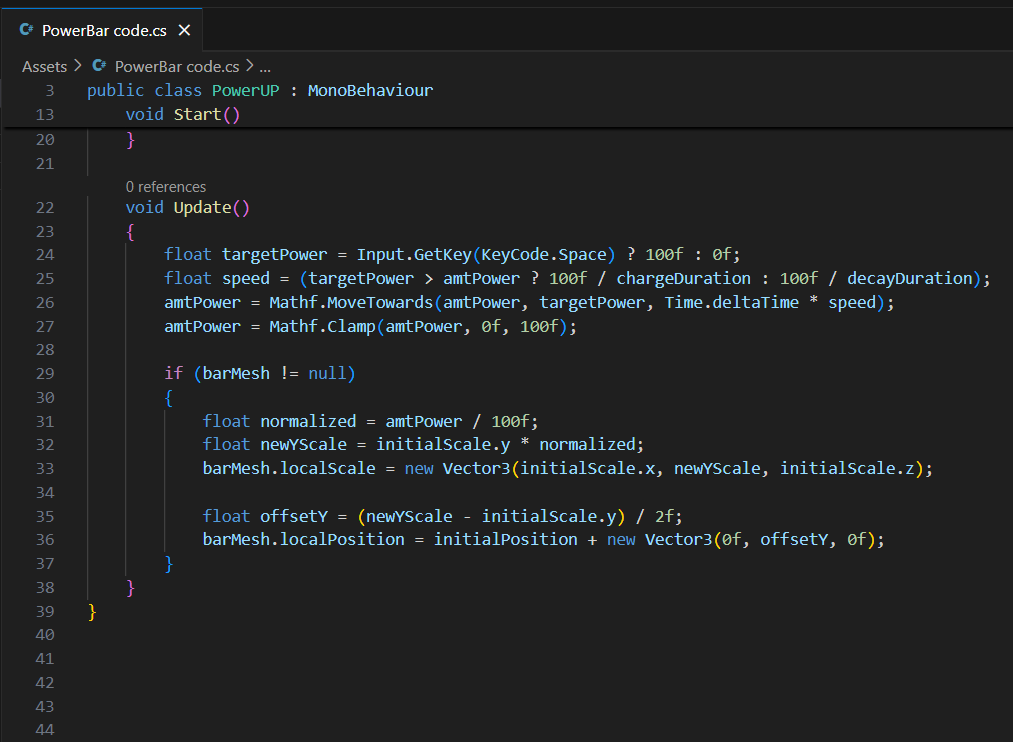 C# PowerBar code.cs ×
Assets > C# PowerBar code.cs > ...
3 public class PowerUP : MonoBehaviour
13 void Start()
20 }
21
0 references
22 void Update()
23 {
24 float targetPower = Input.GetKey(KeyCode.Space) ? 100f : 0f;
25 float speed = (targetPower > amtPower ? 100f / chargeDuration : 100f / decayDuration);
26 amtPower = Mathf.MoveTowards(amtPower, targetPower, Time.deltaTime * speed);
27 amtPower = Mathf.Clamp(amtPower, 0f, 100f);
28
29 if (barMesh != null)
30 {
31 float normalized = amtPower / 100f;
32 float newYScale = initialScale.y * normalized;
33 barMesh.localScale = new Vector3(initialScale.x, newYScale, initialScale.z);
34
35 float offsetY = (newYScale - initialScale.y) / 2f;
36 barMesh.localPosition = initialPosition + new Vector3(0f, offsetY, 0f);
37 }
38 }
39 }
40
41
42
43
44